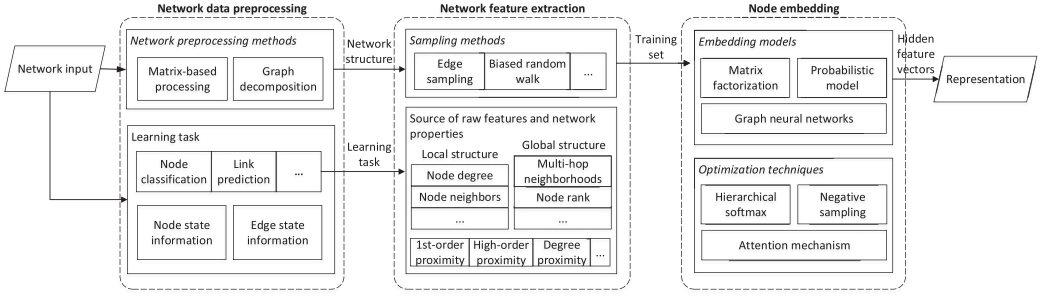 Network data preprocessing
Network feature extraction
Node embedding
Network input
Network preprocessing methods
Matrix-based
processing
Graph
decomposition
Learning task
Node
classification
Link
prediction
...
Node state
information
Edge state
information
Network
structure
Learning
task
Sampling methods
Edge
sampling
Biased random
walk
...
Source of raw features and network
properties
Local structure
Node degree
Node neighbors
...
Global structure
Multi-hop
neighborhoods
Node rank
...
1st-order
proximity
High-order
proximity
Degree
proximity
...
Training
set
Embedding models
Matrix
factorization
Probabilistic
model
Graph neural networks
Optimization techniques
Hierarchical
softmax
Negative
sampling
Attention mechanism
Hidden
feature
vectors
Representation